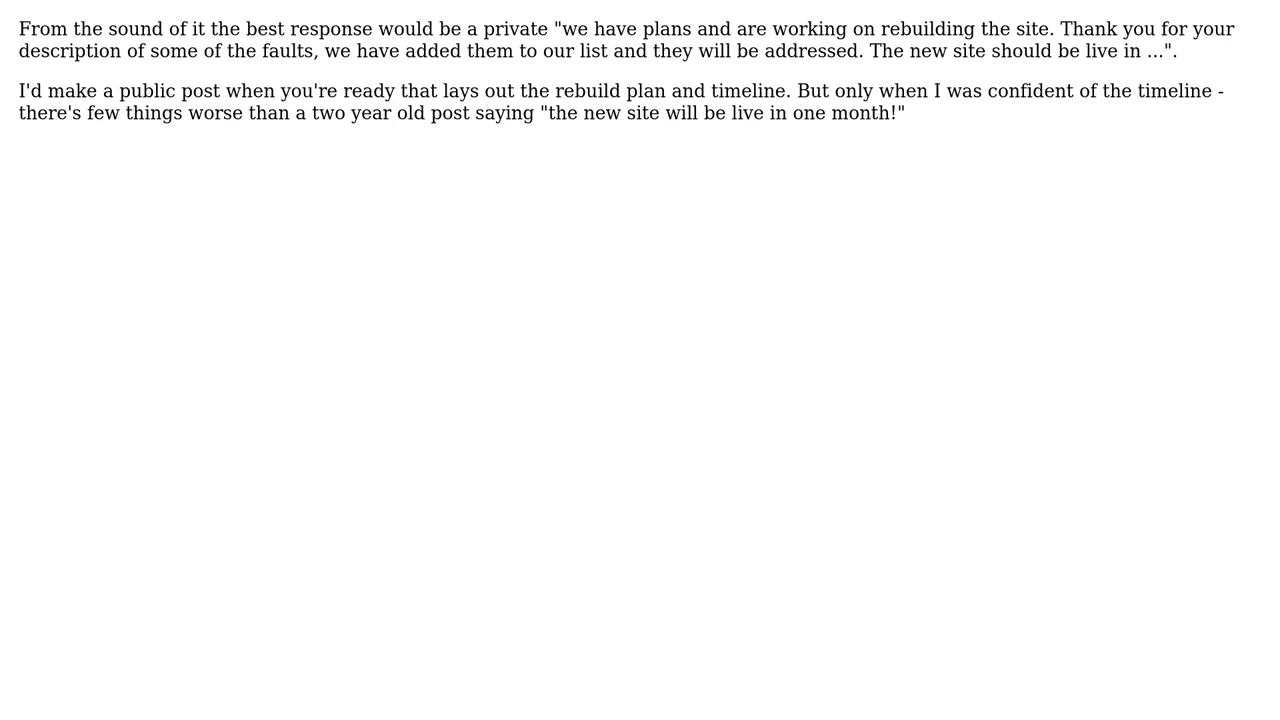 From the sound of it the best response would be a private "we have plans and are working on rebuilding the site. Thank you for your
description of some of the faults, we have added them to our list and they will be addressed. The new site should be live in ...".
I'd make a public post when you're ready that lays out the rebuild plan and timeline. But only when I was confident of the timeline -
there's few things worse than a two year old post saying "the new site will be live in one month!"